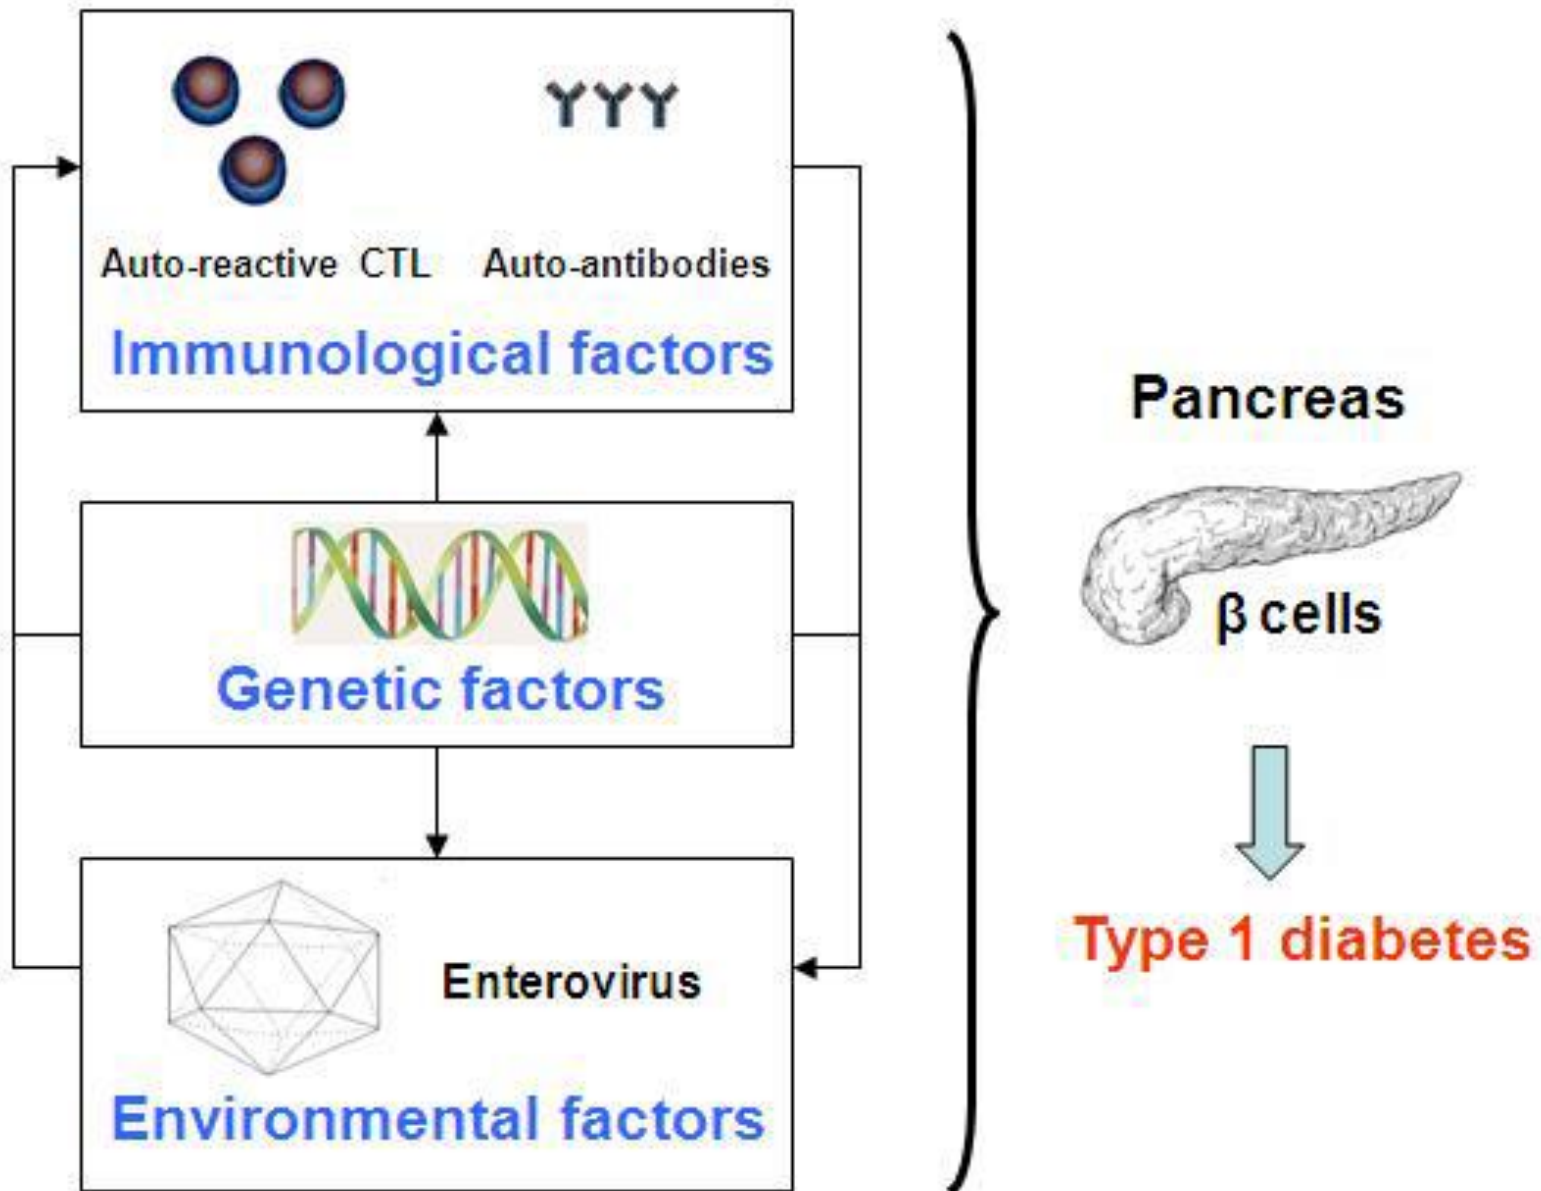 Auto-reactive CTL Auto-antibodies
Immunological factors
Genetic factors
Enterovirus
Environmental factors
Pancreas
β cells
Type 1 diabetes